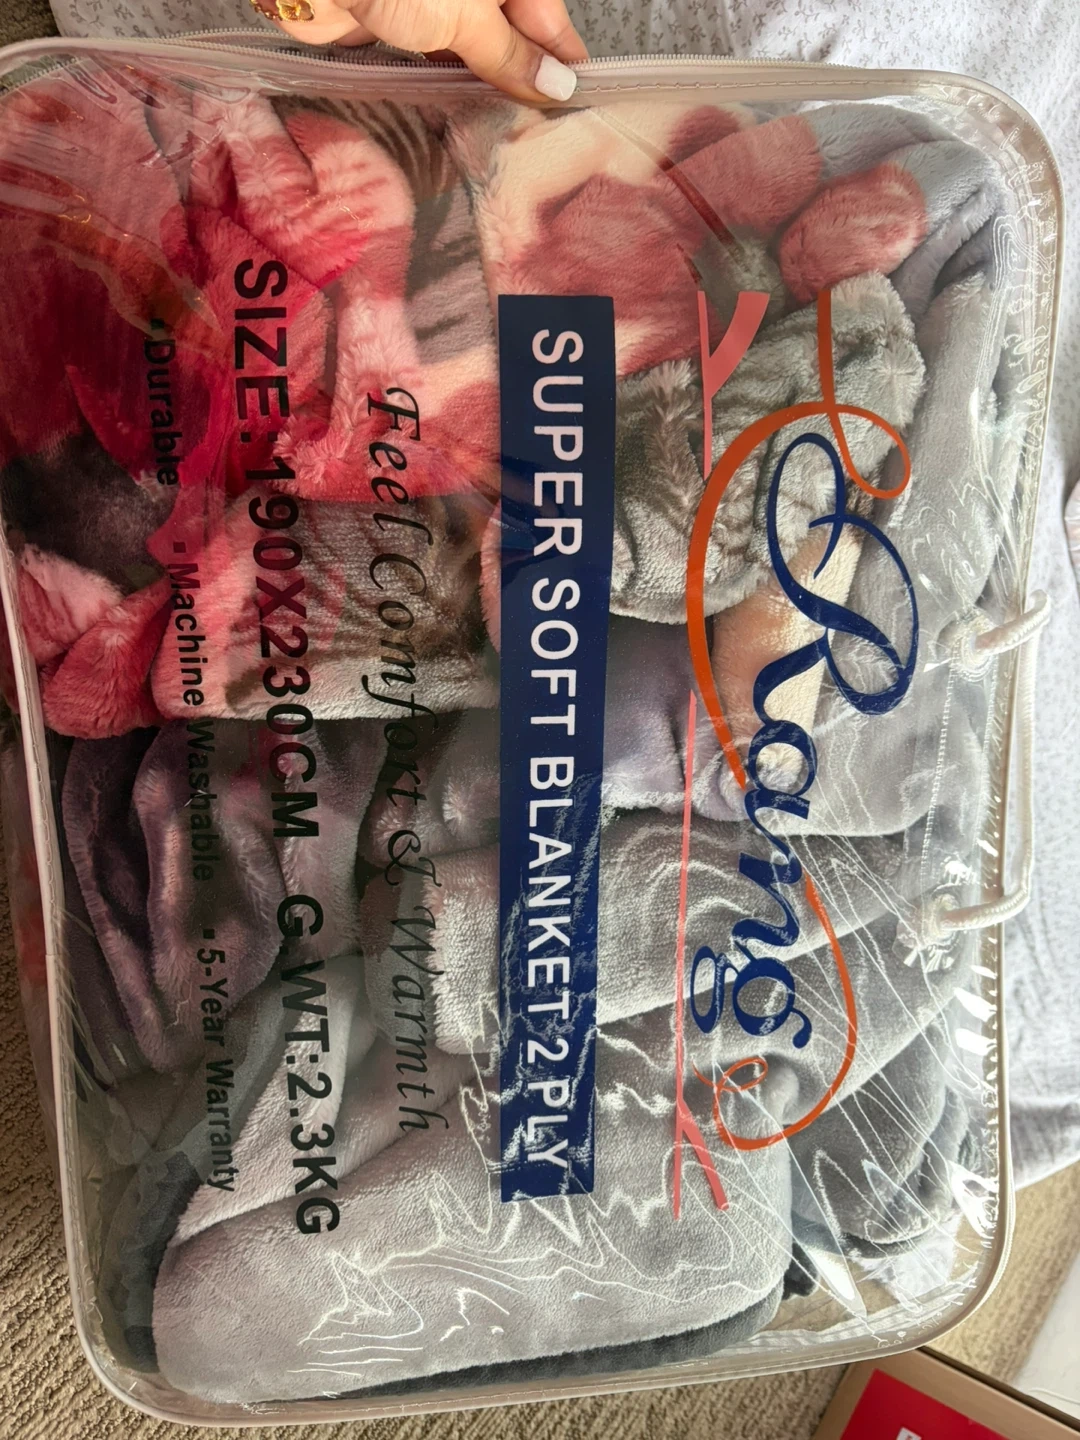 Rang
SUPER SOFT BLANKET 2 PLY
Feel Comfort & Warmth
SIZE: 190X230CM G.WT:2.3KG
▪Durable ▪Machine Washable ▪5-Year Warranty